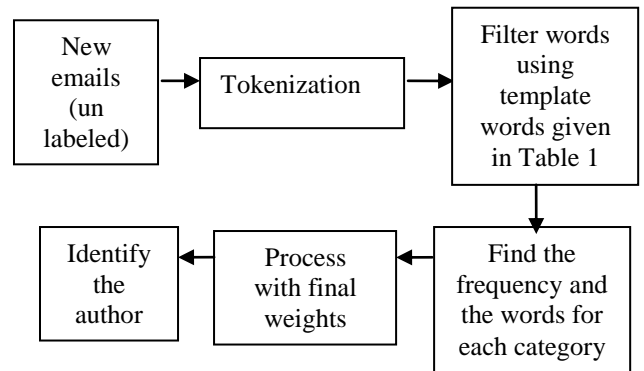 New
emails
(un
labeled)
Tokenization
Filter words
using
template
words given
in Table 1
Find the
frequency and
the words for
each category
Process
with final
weights
Identify
the
author